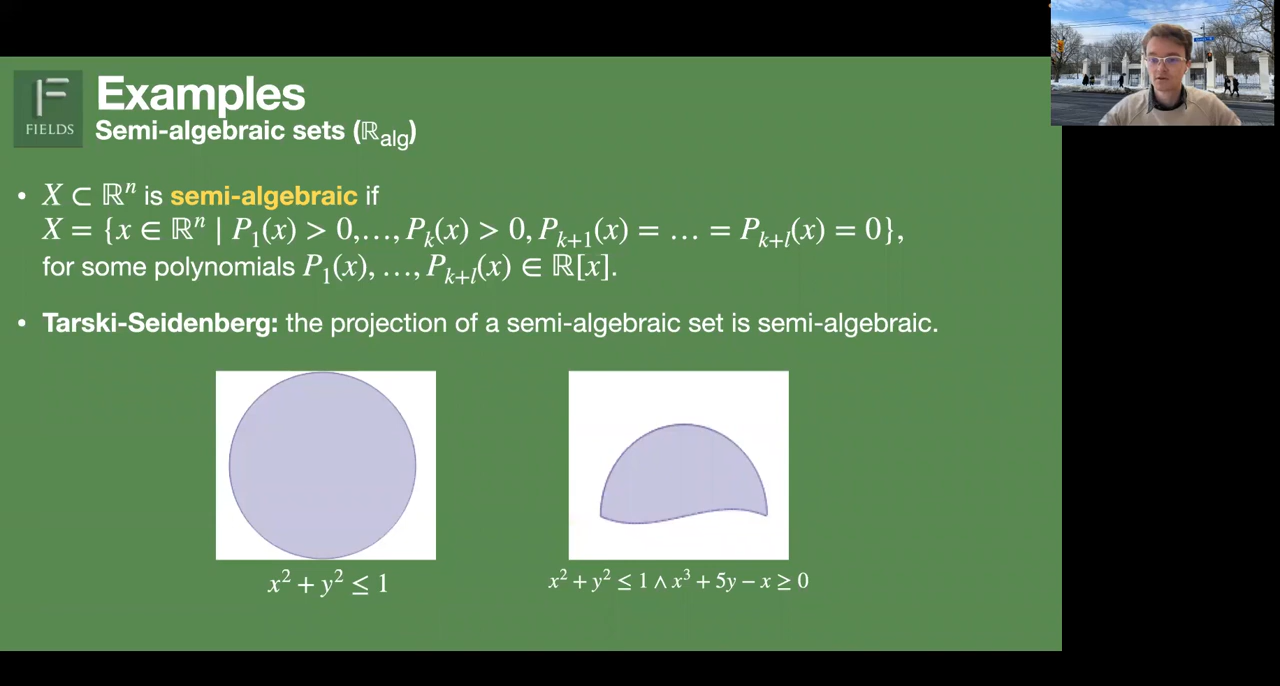 FIELDS
Examples
Semi-algebraic sets (ℝ_alg)
• X ⊂ ℝⁿ is semi-algebraic if
X = {x ∈ ℝⁿ | P₁(x) > 0,…, Pₖ(x) > 0, Pₖ₊₁(x) = … = Pₖ₊ₗ(x) = 0},
for some polynomials P₁(x), …, Pₖ₊ₗ(x) ∈ ℝ[x].
• Tarski-Seidenberg: the projection of a semi-algebraic set is semi-algebraic.
x² + y² ≤ 1
x² + y² ≤ 1 ∧ x³ + 5y − x ≥ 0